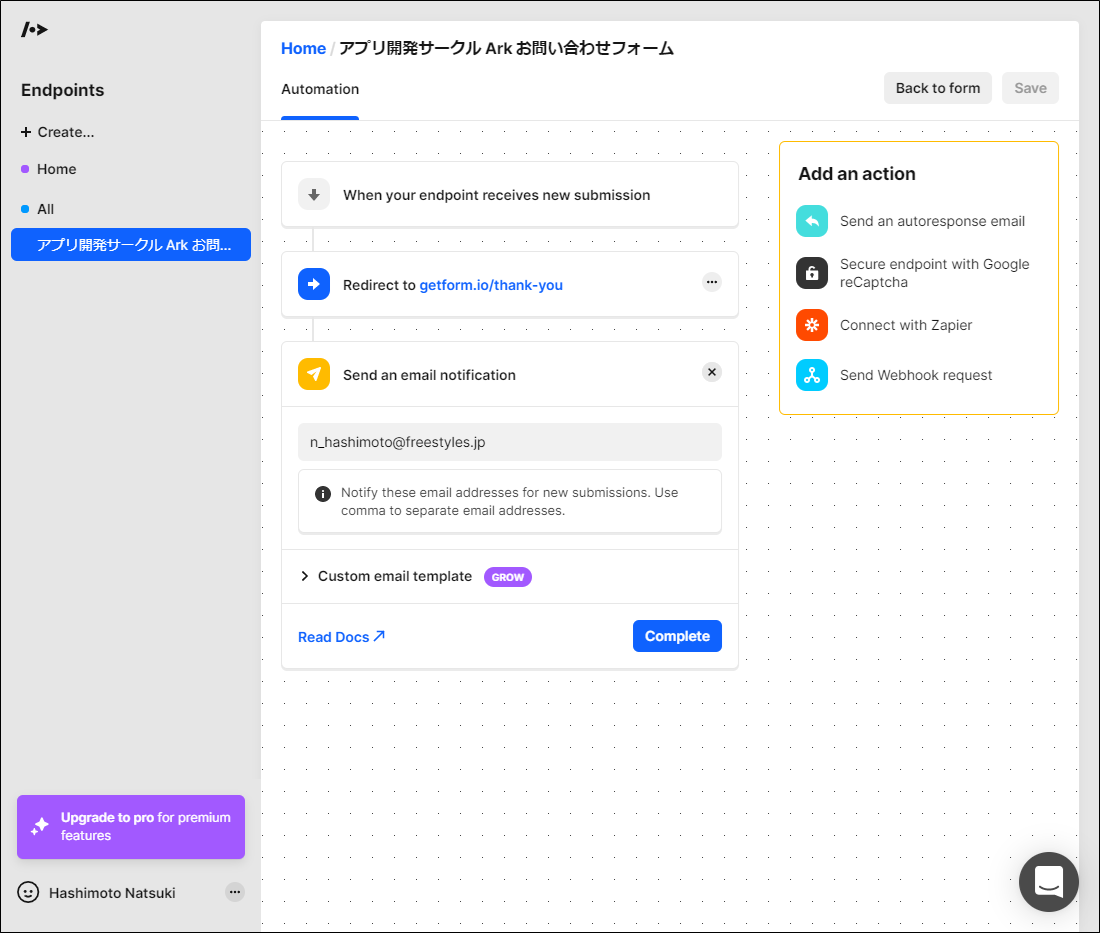 Endpoints
+ Create...
Home
All
アプリ開発サークル Ark お問...
Upgrade to pro for premium
features
Hashimoto Natsuki
Home / アプリ開発サークル Ark お問い合わせフォーム
Automation
Back to form
Save
When your endpoint receives new submission
Redirect to getform.io/thank-you
Send an email notification
n_hashimoto@freestyles.jp
Notify these email addresses for new submissions. Use
comma to separate email addresses.
Custom email template GROW
Read Docs
Complete
Add an action
Send an autoresponse email
Secure endpoint with Google
reCaptcha
Connect with Zapier
Send Webhook request